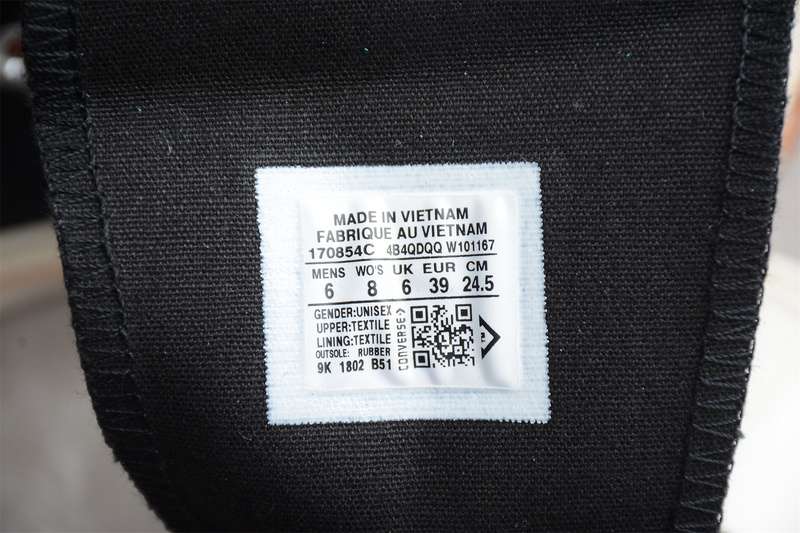 MADE IN VIETNAM
FABRIQUE AU VIETNAM
170854C 4B4QDQQ W101167
MENS WO'S UK EUR CM
6 8 6 39 24.5
GENDER:UNISEX
UPPER:TEXTILE
LINING:TEXTILE
OUTSOLE: RUBBER
9K 1802 B51
CONVERSE